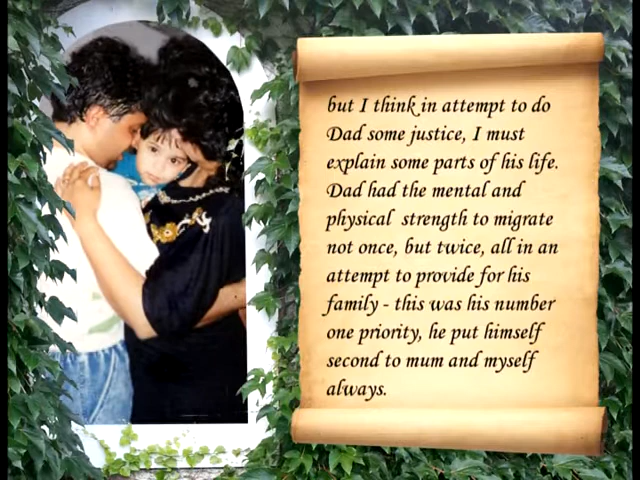 but I think in attempt to do
Dad some justice, I must
explain some parts of his life.
Dad had the mental and
physical strength to migrate
not once, but twice, all in an
attempt to provide for his
family - this was his number
one priority, he put himself
second to mum and myself
always.